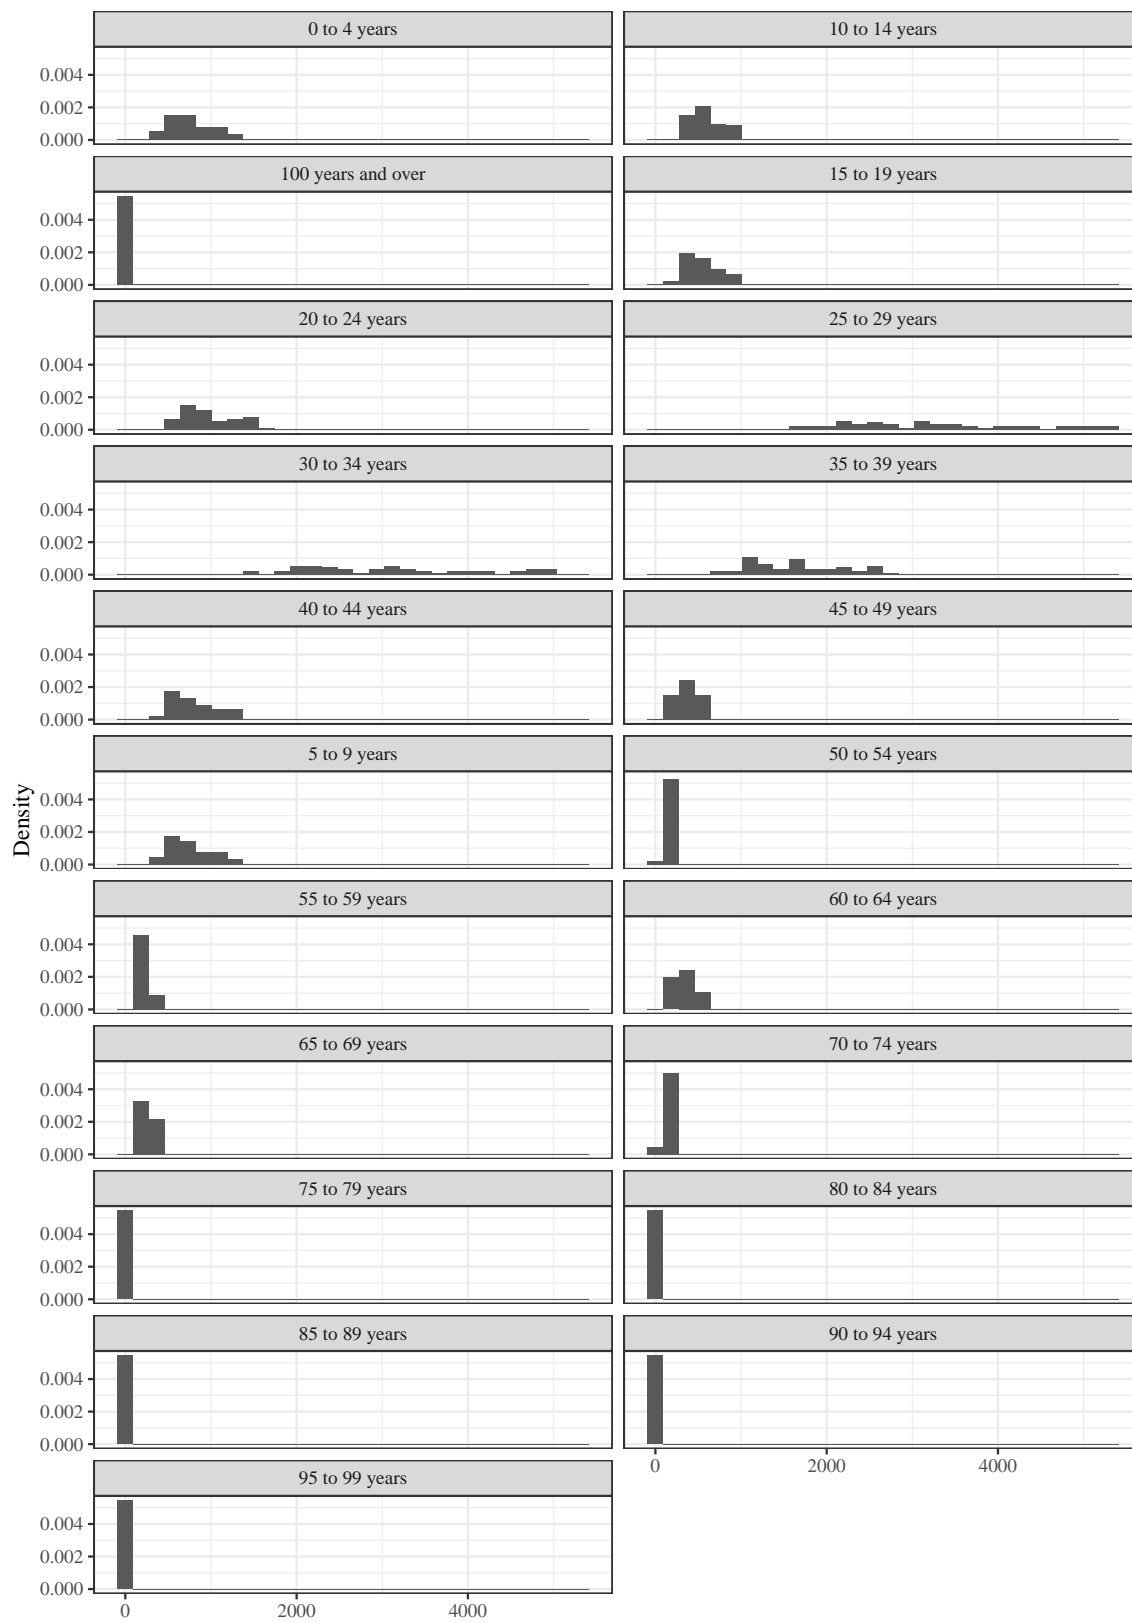 0 to 4 years
10 to 14 years
0.004
0.002
0.000
100 years and over
15 to 19 years
0.004
0.002
0.000
20 to 24 years
25 to 29 years
0.004
0.002
0.000
30 to 34 years
35 to 39 years
0.004
0.002
0.000
40 to 44 years
45 to 49 years
0.004
0.002
0.000
5 to 9 years
50 to 54 years
0.004
0.002
0.000
Density
55 to 59 years
60 to 64 years
0.004
0.002
0.000
65 to 69 years
70 to 74 years
0.004
0.002
0.000
75 to 79 years
80 to 84 years
0.004
0.002
0.000
85 to 89 years
90 to 94 years
0.004
0.002
0.000
0 2000 4000
95 to 99 years
0.004
0.002
0.000
0 2000 4000